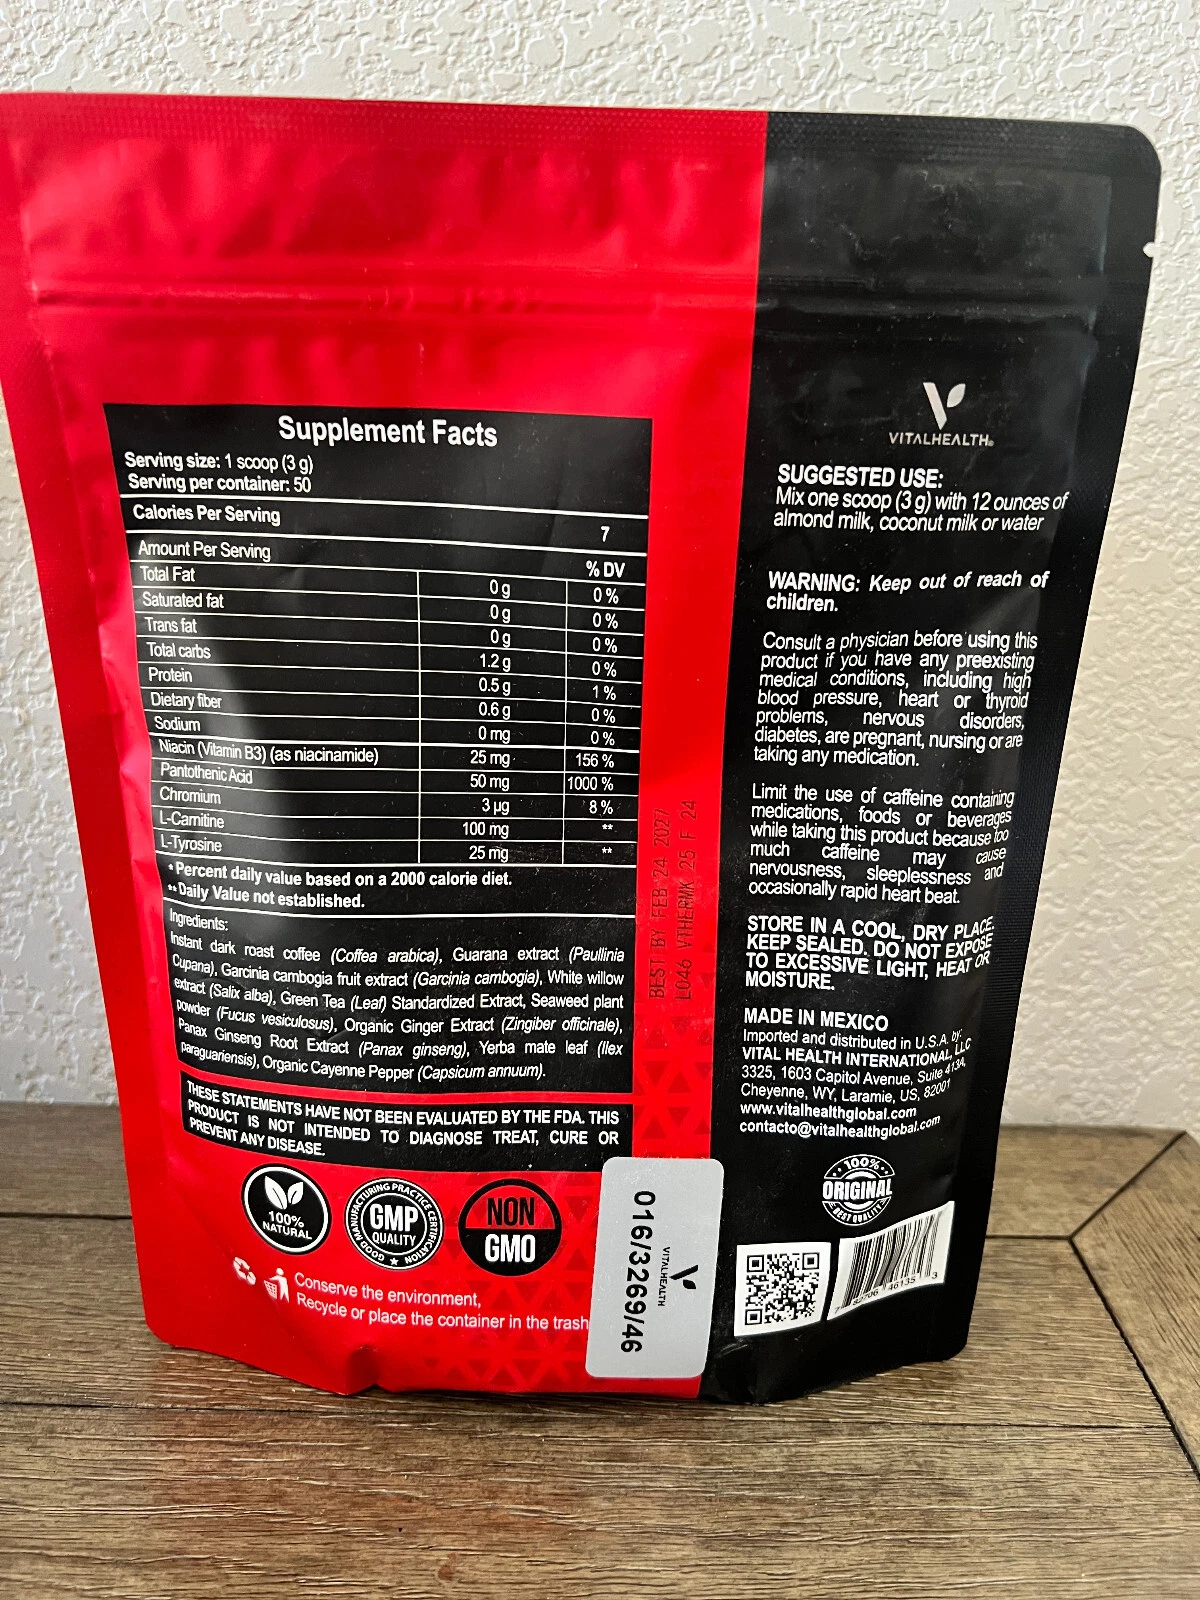 Supplement Facts
Serving size: 1 scoop (3 g)
Serving per container: 50
Calories Per Serving 7
Amount Per Serving % DV
Total Fat 0 g 0 %
Saturated fat 0 g 0 %
Trans fat 0 g 0 %
Total carbs 1.2 g 0 %
Protein 0.5 g 1 %
Dietary fiber 0.6 g 0 %
Sodium 0 mg 0 %
Niacin (Vitamin B3) (as niacinamide) 25 mg 156 %
Pantothenic Acid 50 mg 1000 %
Chromium 3 µg 8 %
L-Carnitine 100 mg **
L-Tyrosine 25 mg **
* Percent daily value based on a 2000 calorie diet.
** Daily Value not established.
Ingredients:
Instant dark roast coffee (Coffea arabica), Guarana extract (Paullinia
Cupana), Garcinia cambogia fruit extract (Garcinia cambogia), White willow
extract (Salix alba), Green Tea (Leaf) Standardized Extract, Seaweed plant
powder (Fucus vesiculosus), Organic Ginger Extract (Zingiber officinale),
Panax Ginseng Root Extract (Panax ginseng), Yerba mate leaf (Ilex
paraguariensis), Organic Cayenne Pepper (Capsicum annuum).
THESE STATEMENTS HAVE NOT BEEN EVALUATED BY THE FDA. THIS
PRODUCT IS NOT INTENDED TO DIAGNOSE TREAT, CURE OR
PREVENT ANY DISEASE.
100%
NATURAL
GOOD MANUFACTURING PRACTICE CERTIFICATION
GMP
QUALITY
NON
GMO
Conserve the environment,
Recycle or place the container in the trash
BEST BY FEB 24 2027
L046 VTHERMK 25 F 24
VITALHEALTH
016/3269/46
VITALHEALTH®
SUGGESTED USE:
Mix one scoop (3 g) with 12 ounces of
almond milk, coconut milk or water
WARNING: Keep out of reach of
children.
Consult a physician before using this
product if you have any preexisting
medical conditions, including high
blood pressure, heart or thyroid
problems, nervous disorders,
diabetes, are pregnant, nursing or are
taking any medication.
Limit the use of caffeine containing
medications, foods or beverages
while taking this product because too
much caffeine may cause
nervousness, sleeplessness and
occasionally rapid heart beat.
STORE IN A COOL, DRY PLACE.
KEEP SEALED. DO NOT EXPOSE
TO EXCESSIVE LIGHT, HEAT OR
MOISTURE.
MADE IN MEXICO
Imported and distributed in U.S.A. by:
VITAL HEALTH INTERNATIONAL, LLC
3325, 1603 Capitol Avenue, Suite 413A,
Cheyenne, WY, Laramie, US, 82001
www.vitalhealthglobal.com
contacto@vitalhealthglobal.com
100%
ORIGINAL
BEST QUALITY
7 82706 46135 3